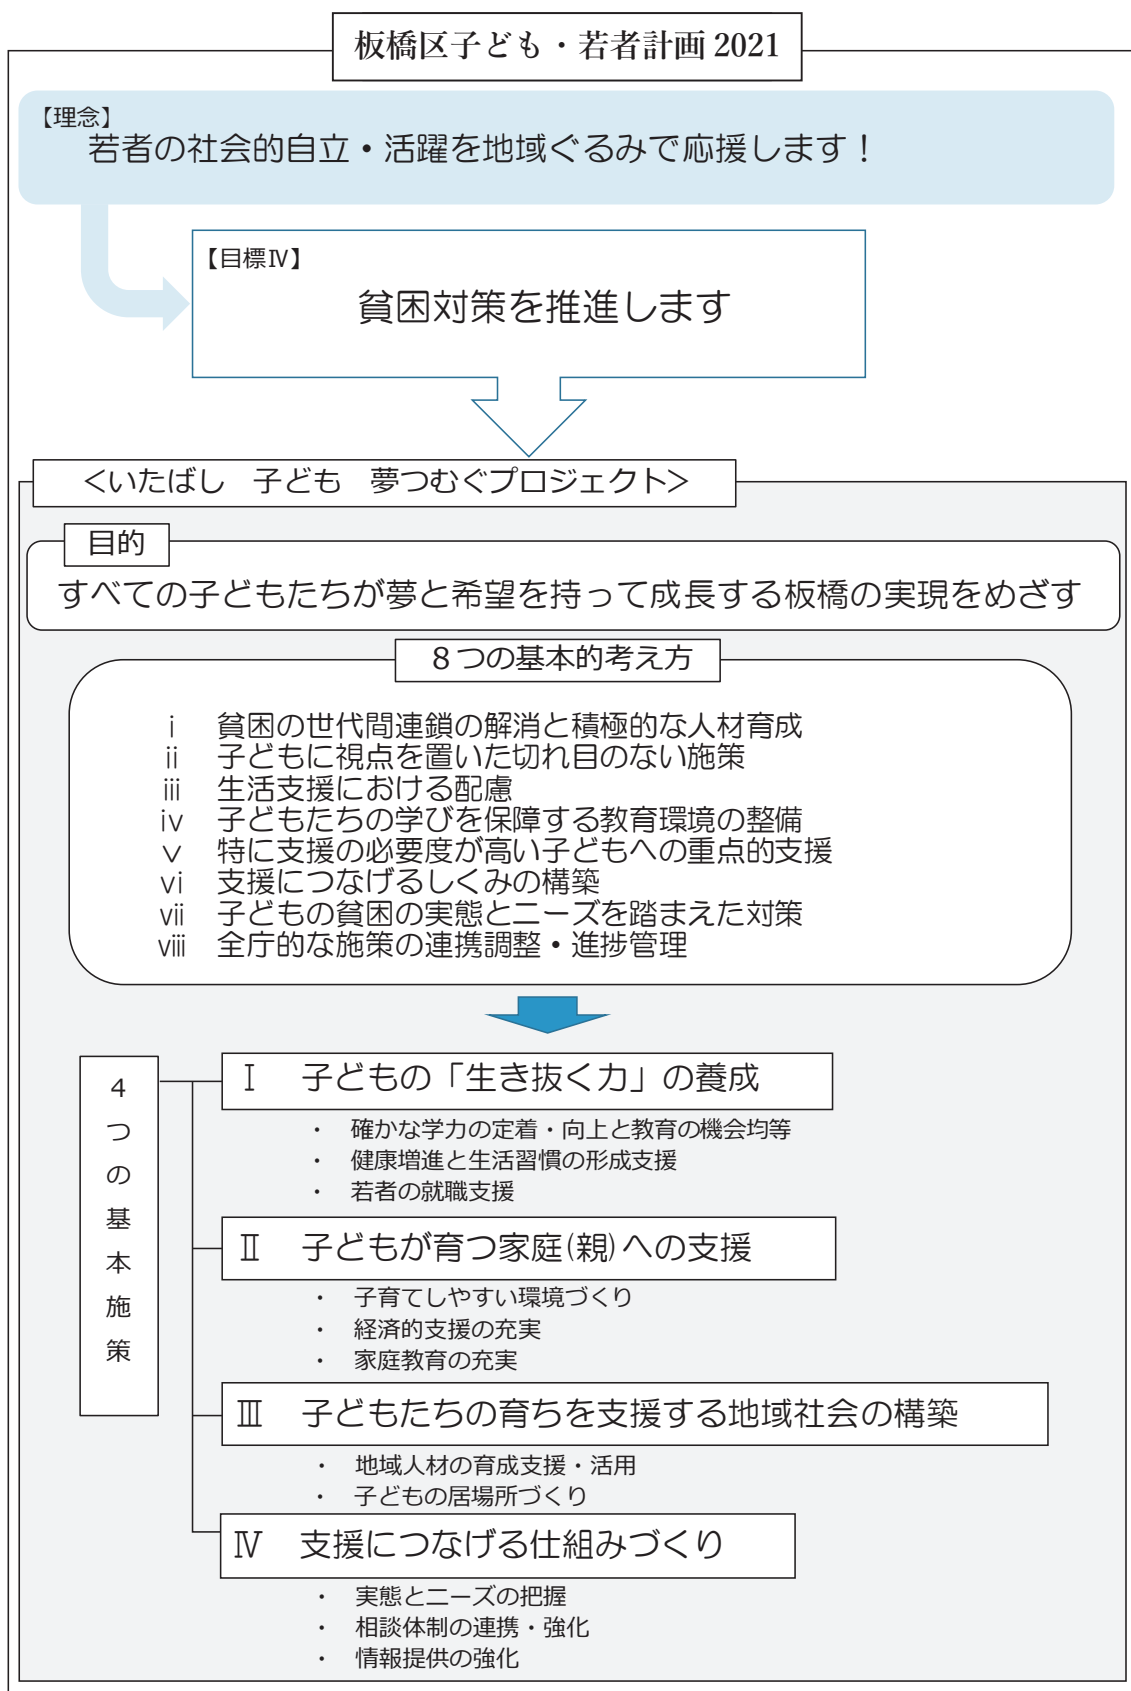 板橋区子ども・若者計画 2021
【理念】
若者の社会的自立・活躍を地域ぐるみで応援します！
【目標Ⅳ】
貧困対策を推進します
＜いたばし　子ども　夢つむぐプロジェクト＞
目的
すべての子どもたちが夢と希望を持って成長する板橋の実現をめざす
８つの基本的考え方
ⅰ　貧困の世代間連鎖の解消と積極的な人材育成
ⅱ　子どもに視点を置いた切れ目のない施策
ⅲ　生活支援における配慮
ⅳ　子どもたちの学びを保障する教育環境の整備
ⅴ　特に支援の必要度が高い子どもへの重点的支援
ⅵ　支援につなげるしくみの構築
ⅶ　子どもの貧困の実態とニーズを踏まえた対策
ⅷ　全庁的な施策の連携調整・進捗管理
４つの基本施策
Ⅰ　子どもの「生き抜く力」の養成
・　確かな学力の定着・向上と教育の機会均等
・　健康増進と生活習慣の形成支援
・　若者の就職支援
Ⅱ　子どもが育つ家庭(親)への支援
・　子育てしやすい環境づくり
・　経済的支援の充実
・　家庭教育の充実
Ⅲ　子どもたちの育ちを支援する地域社会の構築
・　地域人材の育成支援・活用
・　子どもの居場所づくり
Ⅳ　支援につなげる仕組みづくり
・　実態とニーズの把握
・　相談体制の連携・強化
・　情報提供の強化